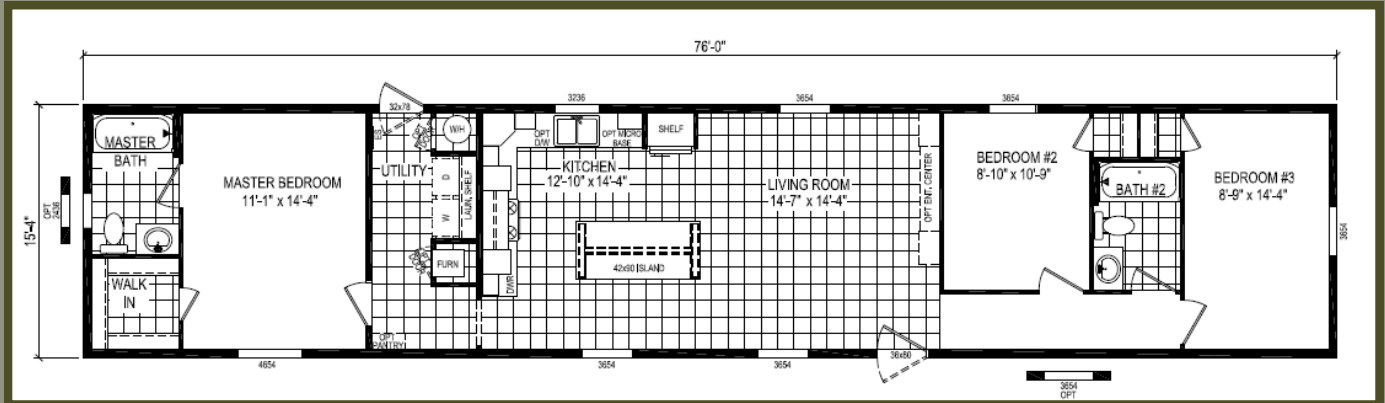 76'-0"
15'-4"
32x78
3236
3654
3654
MASTER
BATH
MASTER BEDROOM
11'-1" x 14'-4"
WALK
IN
OPT
2436
4654
UTILITY
W/H
D
W
LAUN. SHELF
FURN
OPT
PANTRY
OPT
D/W
OPT MICRO
BASE
SHELF
KITCHEN
12'-10" x 14'-4"
DWR
42x90 ISLAND
LIVING ROOM
14'-7" x 14'-4"
OPT ENT. CENTER
3654
3654
36x80
BEDROOM #2
8'-10" x 10'-9"
BATH #2
BEDROOM #3
8'-9" x 14'-4"
3654
3654
OPT